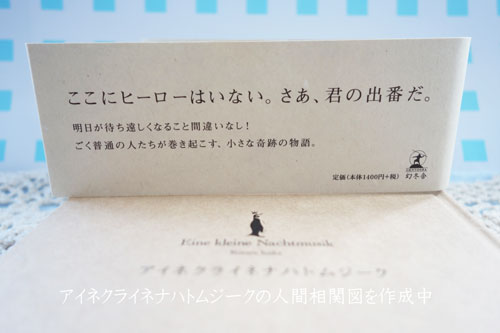 ここにヒーローはいない。さあ、君の出番だ。
明日が待ち遠しくなること間違いなし!
ごく普通の人たちが巻き起こす、小さな奇跡の物語。
定価(本体1400円+税)
幻冬舎
Eine kleine Nachtmusik
アイネクライネナハトムジーク
アイネクライネナハトムジークの人間相関図を作成中